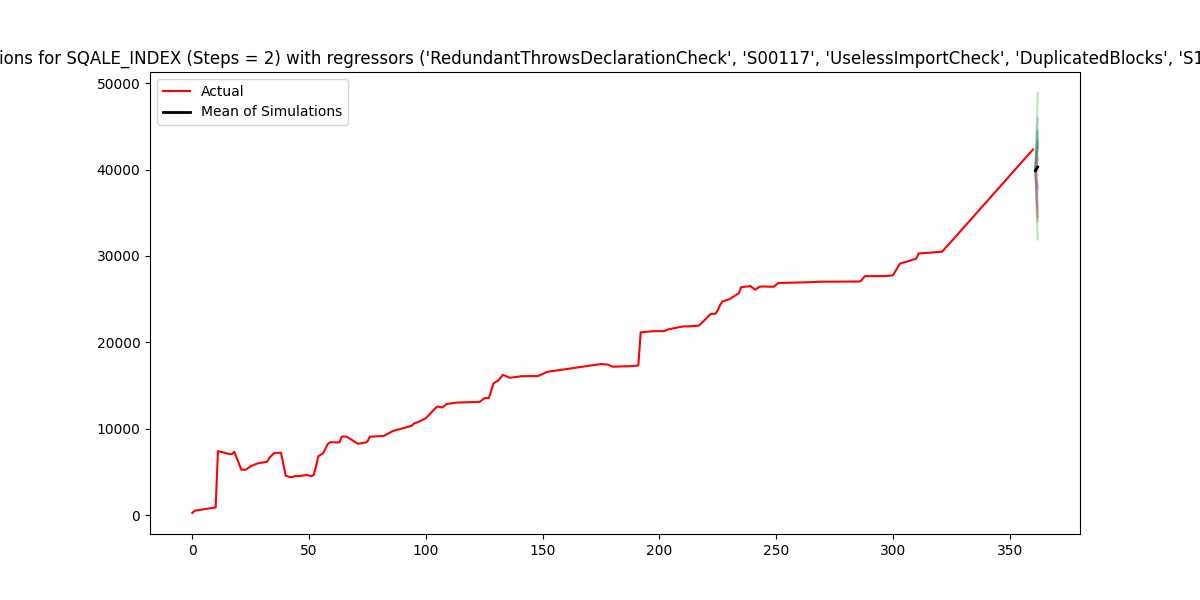 ions for SQALE_INDEX (Steps = 2) with regressors ('RedundantThrowsDeclarationCheck', 'S00117', 'UselessImportCheck', 'DuplicatedBlocks', 'S1
Actual
Mean of Simulations
50000
40000
30000
20000
10000
0
0 50 100 150 200 250 300 350